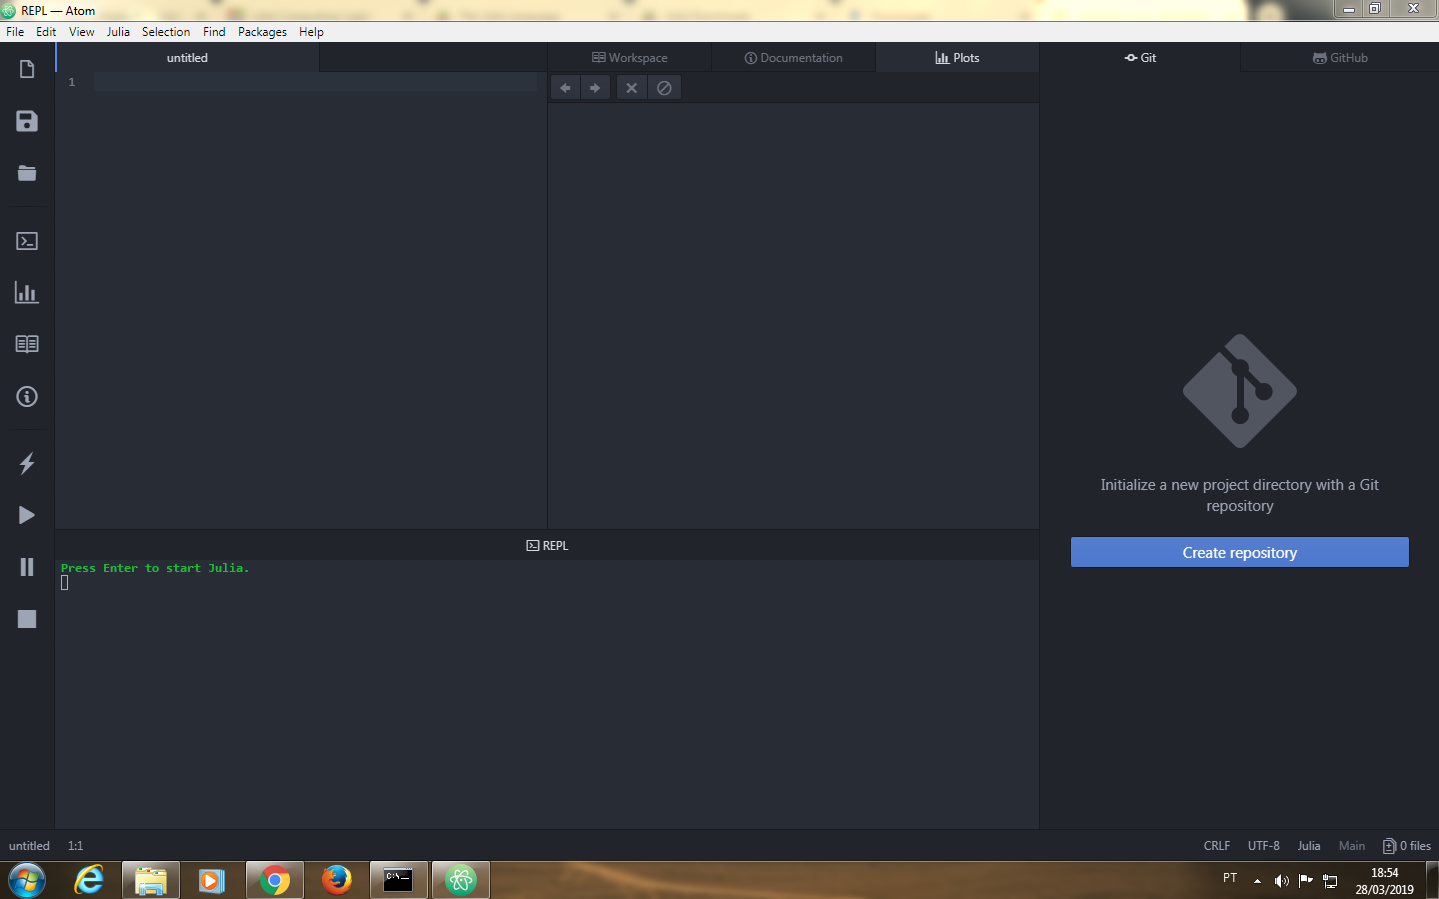 REPL — Atom
File Edit View Julia Selection Find Packages Help
untitled
Workspace
Documentation
Plots
Git
GitHub
1
Initialize a new project directory with a Git
repository
Create repository
REPL
Press Enter to start Julia.
untitled 1:1
CRLF UTF-8 Julia Main 0 files
C:\_
PT
18:54
28/03/2019